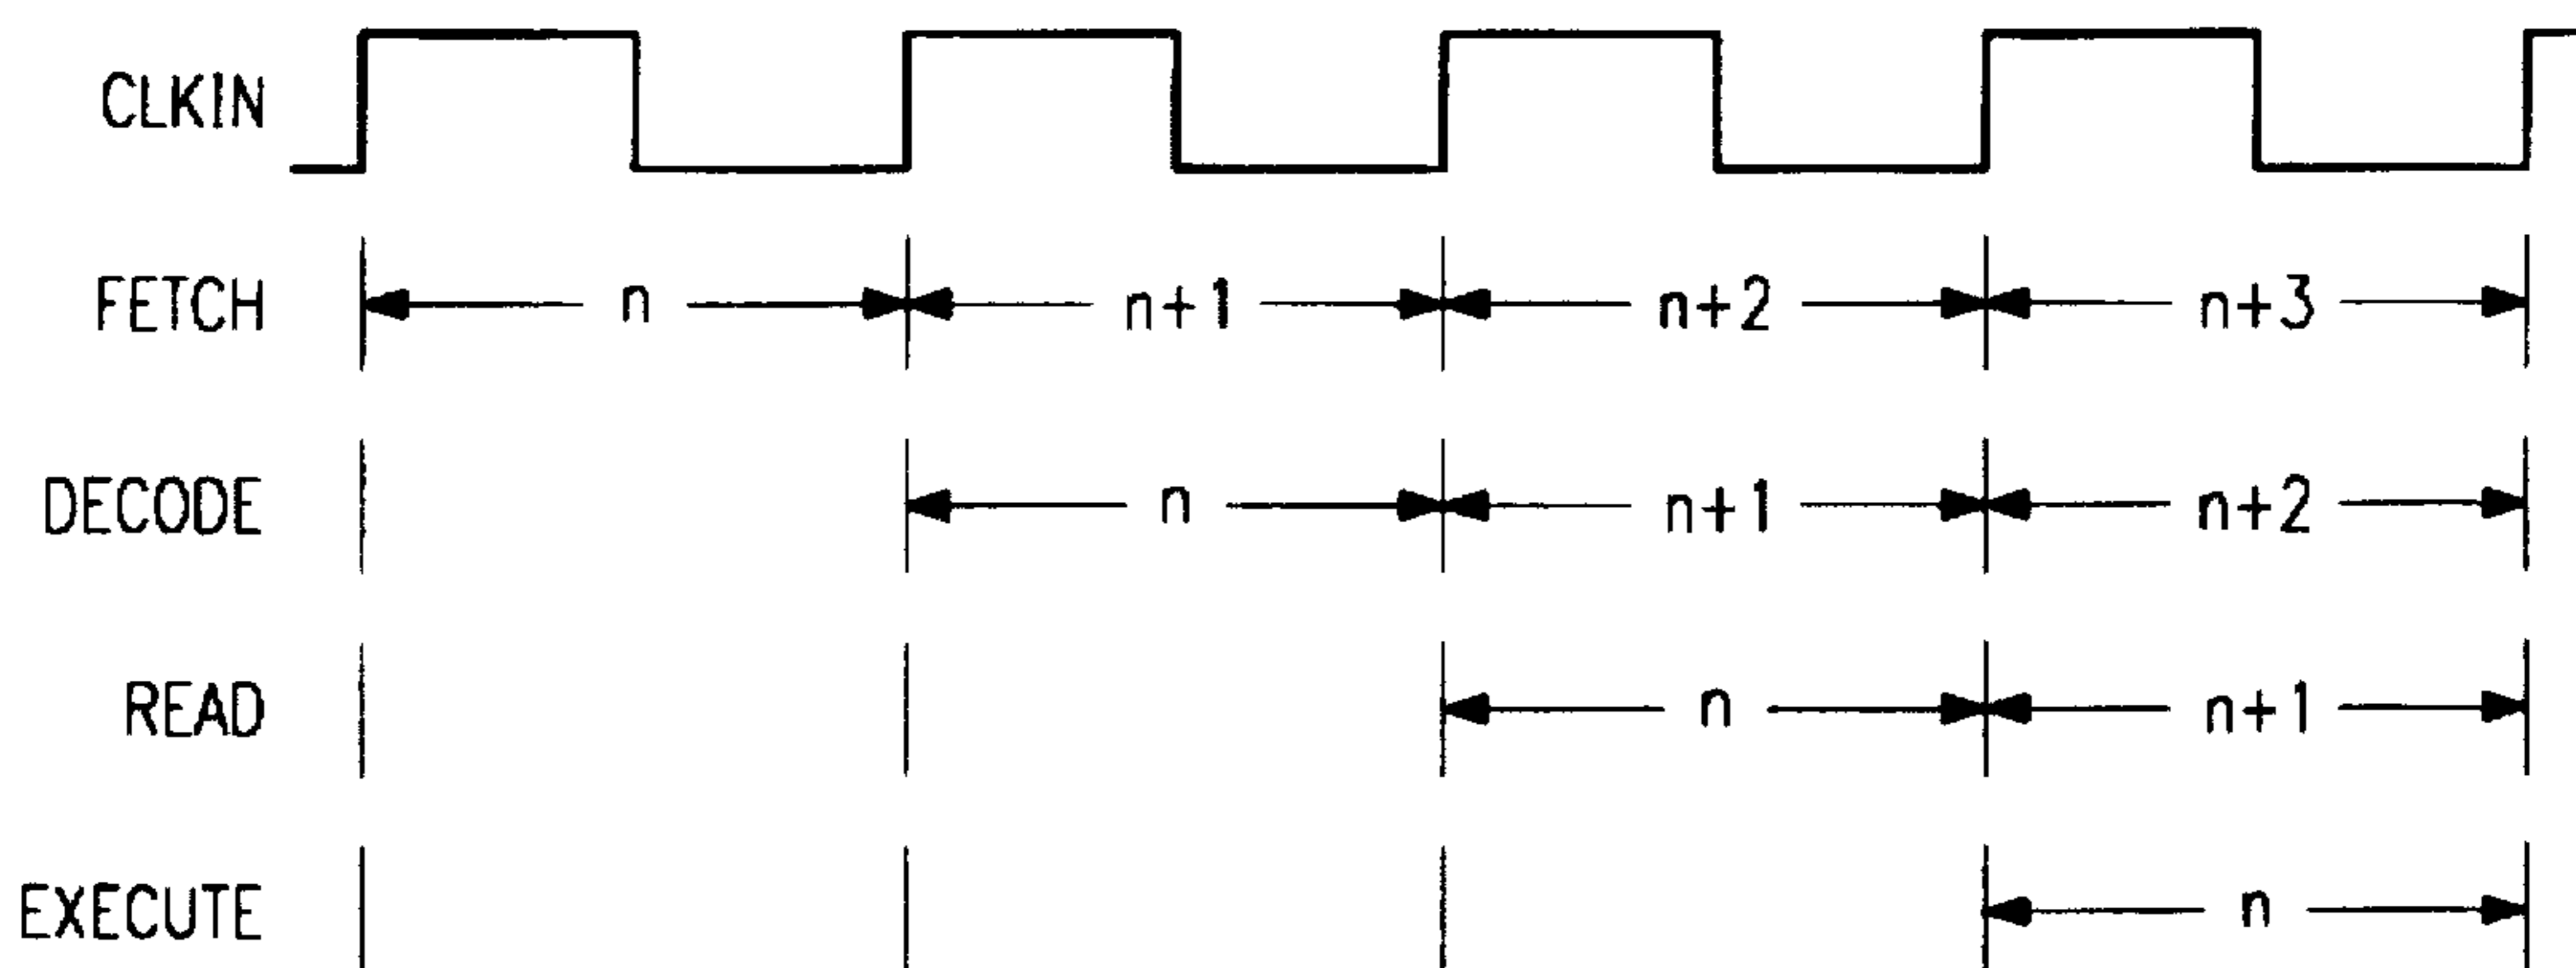 CLKIN
FETCH n n+1 n+2 n+3
DECODE n n+1 n+2
READ n n+1
EXECUTE n